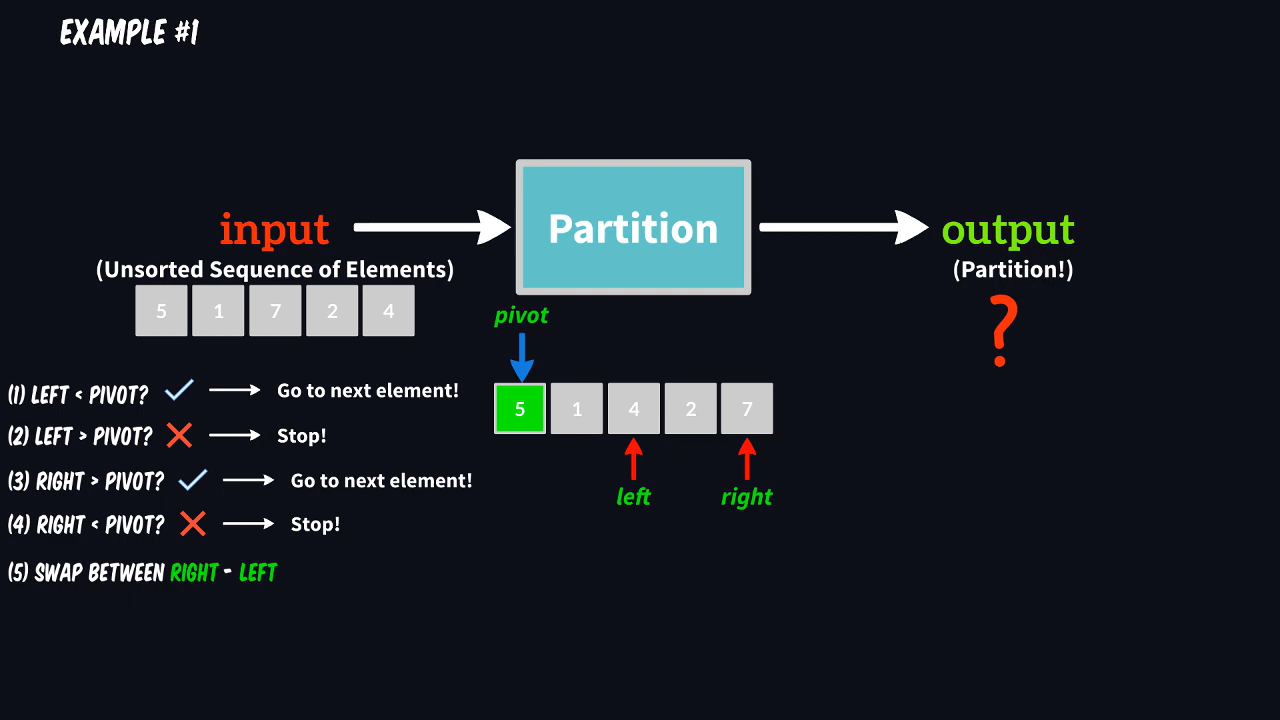 EXAMPLE #1
input
Partition
output
(Unsorted Sequence of Elements)
(Partition!)
5 1 7 2 4
?
pivot
(1) LEFT < PIVOT? Go to next element!
5 1 4 2 7
(2) LEFT > PIVOT? Stop!
(3) RIGHT > PIVOT? Go to next element!
left right
(4) RIGHT < PIVOT? Stop!
(5) SWAP BETWEEN RIGHT - LEFT